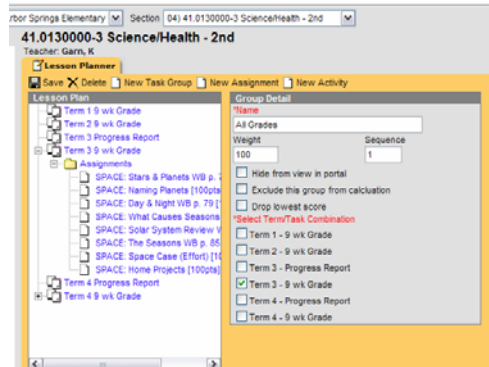 rbor Springs Elementary Section 04) 41.0130000-3 Science/Health - 2nd
41.0130000-3 Science/Health - 2nd
Teacher: Garn, K
Lesson Planner
Save Delete New Task Group New Assignment New Activity
Lesson Plan
Term 1 9 wk Grade
Term 2 9 wk Grade
Term 3 Progress Report
Term 3 9 wk Grade
Assignments
SPACE: Stars & Planets WB p. 7
SPACE: Naming Planets [100pts
SPACE: Day & Night WB p. 79 [
SPACE: What Causes Seasons
SPACE: Solar System Review W
SPACE: The Seasons WB p. 85
SPACE: Space Case (Effort) [10
SPACE: Home Projects [100pts]
Term 4 Progress Report
Term 4 9 wk Grade
Group Detail
*Name
All Grades
Weight Sequence
100 1
Hide from view in portal
Exclude this group from calcluation
Drop lowest score
*Select Term/Task Combination
Term 1 - 9 wk Grade
Term 2 - 9 wk Grade
Term 3 - Progress Report
Term 3 - 9 wk Grade
Term 4 - Progress Report
Term 4 - 9 wk Grade